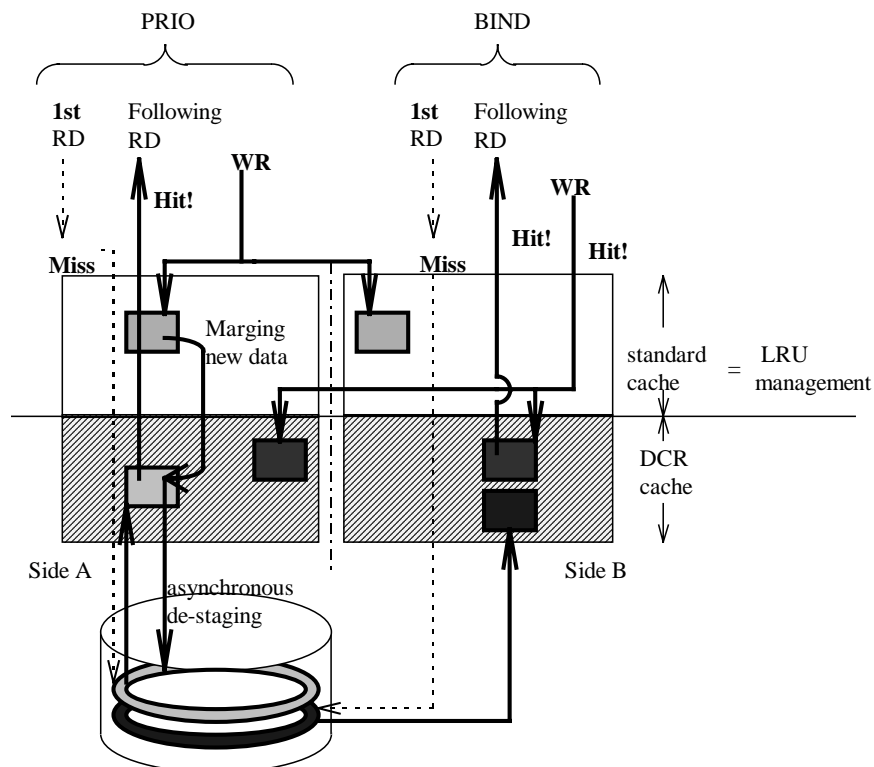 PRIO
BIND
1st
RD
Following
RD
WR
Hit!
Miss
1st
RD
Following
RD
WR
Hit!
Hit!
Miss
Marging
new data
standard
cache
=
LRU
management
DCR
cache
Side A
Side B
asynchronous
de-staging